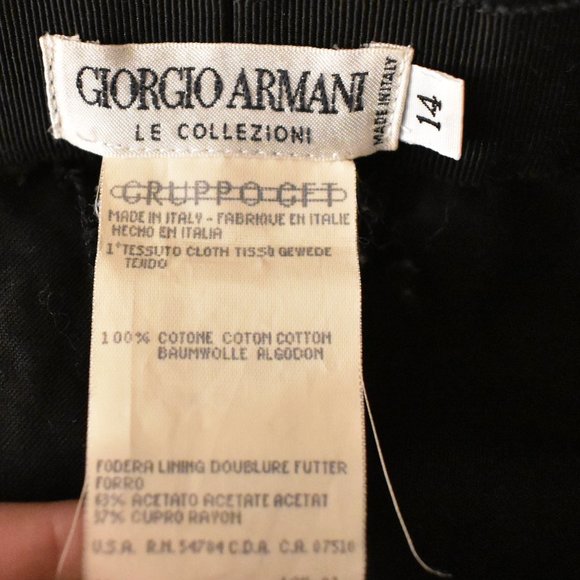 GIORGIO ARMANI
LE COLLEZIONI
MADE IN ITALY
14
GRUPPO GFT
MADE IN ITALY - FABRIQUE EN ITALIE
HECHO EN ITALIA
1°TESSUTO CLOTH TISSU GEWEDE
TEJIDO
100% COTONE COTON COTTON
BAUMWOLLE ALGODON
FODERA LINING DOUBLURE FUTTER
FORRO
63% ACETATO ACETATE ACETAT
37% CUPRO RAYON
U.S.A. R.N. 54784 C.D.A. C.A. 07510